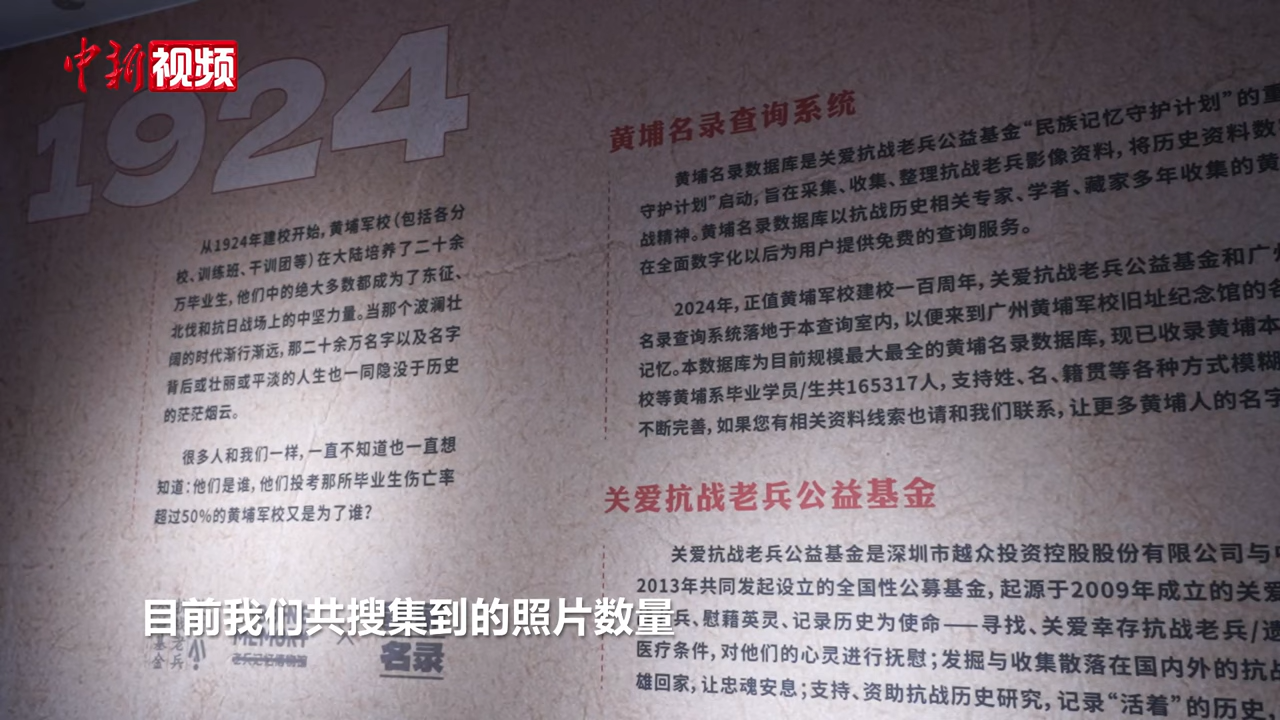 中新视频
1924
从1924年建校开始，黄埔军校（包括各分
校、训练班、干训团等）在大陆培养了二十余
万毕业生，他们中的绝大多数都成为了东征、
北伐和抗日战场上的中坚力量。当那个波澜壮
阔的时代渐行渐远，那二十余万名字以及名字
背后或壮丽或平淡的人生也一同隐没于历史
的茫茫烟云。
很多人和我们一样，一直不知道也一直想
知道：他们是谁，他们投考那所毕业生伤亡率
超过50%的黄埔军校又是为了谁？
黄埔名录查询系统
黄埔名录数据库是关爱抗战老兵公益基金“民族记忆守护计划”的重
守护计划”启动，旨在采集、收集、整理抗战老兵影像资料，将历史资料数
战精神。黄埔名录数据库以抗战历史相关专家、学者、藏家多年收集的黄
在全面数字化以后为用户提供免费的查询服务。
2024年，正值黄埔军校建校一百周年，关爱抗战老兵公益基金和广州
名录查询系统落地于本查询室内，以便来到广州黄埔军校旧址纪念馆的各
记忆。本数据库为目前规模最大最全的黄埔名录数据库，现已收录黄埔本
校等黄埔系毕业学员/生共165317人，支持姓、名、籍贯等各种方式模糊
不断完善，如果您有相关资料线索也请和我们联系，让更多黄埔人的名字
关爱抗战老兵公益基金
关爱抗战老兵公益基金是深圳市越众投资控股股份有限公司与中
2013年共同发起设立的全国性公募基金，起源于2009年成立的关爱
兵、慰藉英灵、记录历史为使命——寻找、关爱幸存抗战老兵/遗
医疗条件，对他们的心灵进行抚慰；发掘与收集散落在国内外的抗战
雄回家，让忠魂安息；支持、资助抗战历史研究，记录“活着”的历史，
目前我们共搜集到的照片数量
MEMORY
名录